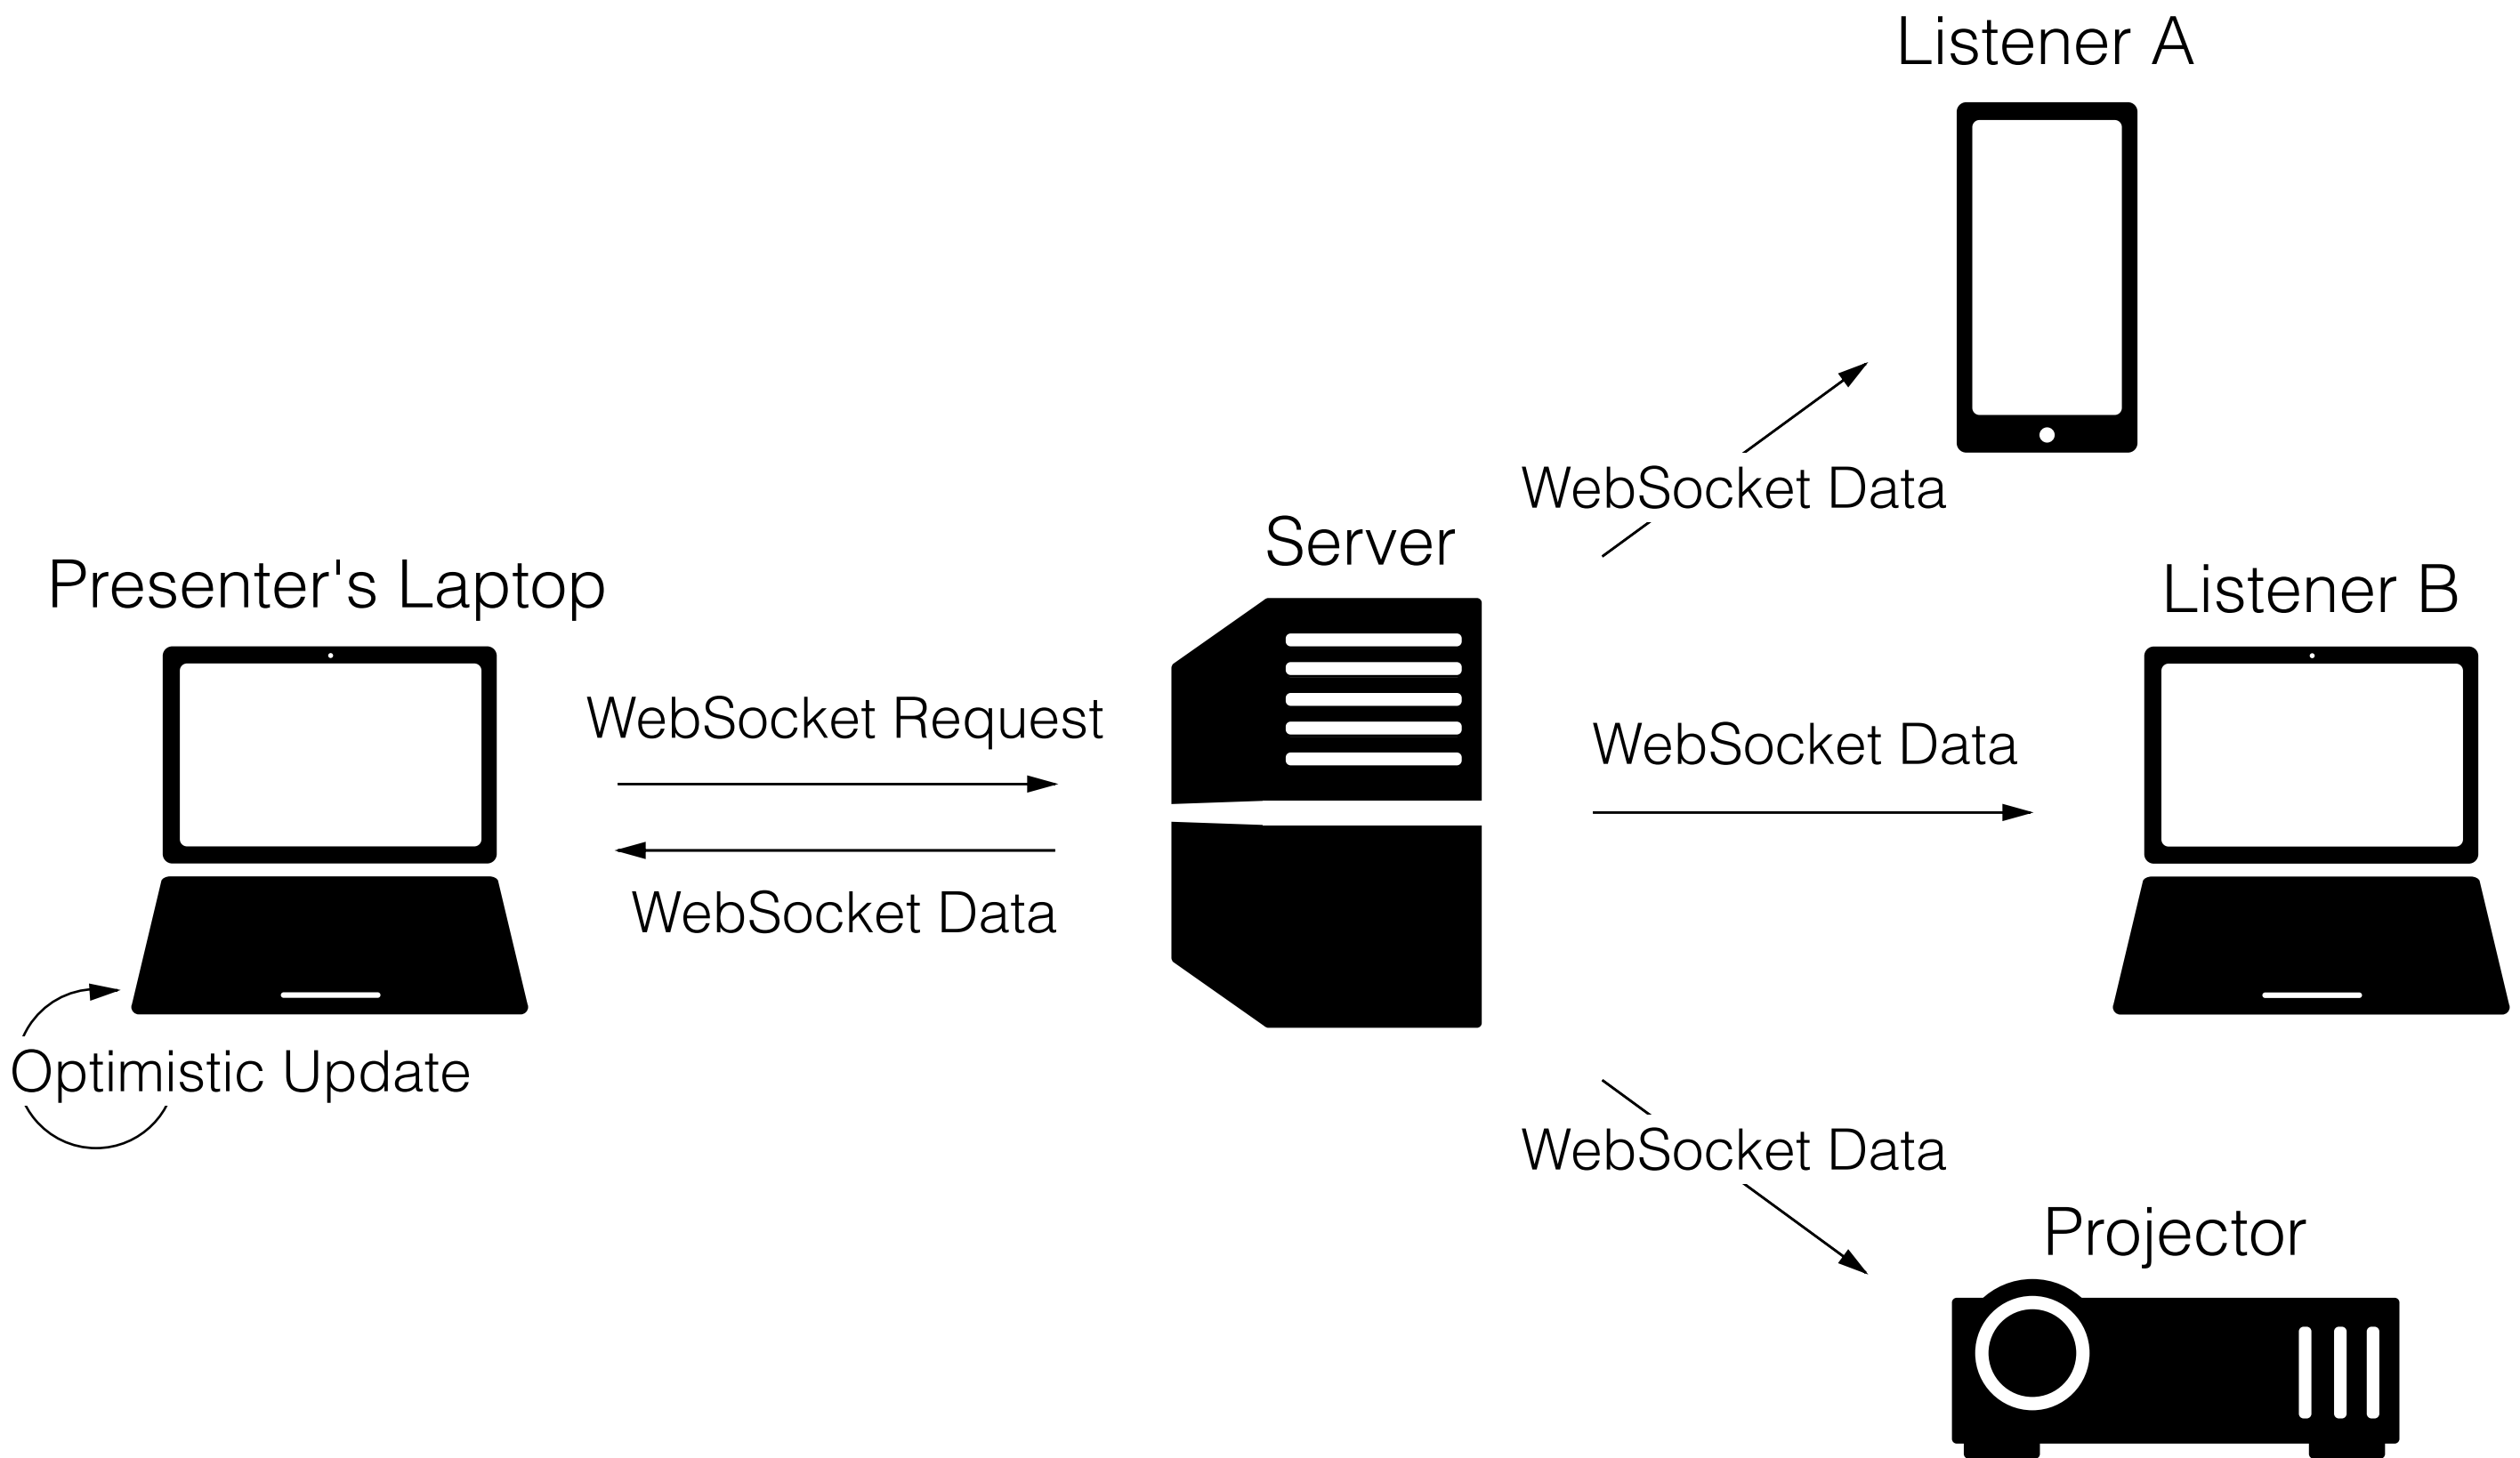 Listener A
WebSocket Data
Server
Presenter's Laptop
Listener B
WebSocket Request
WebSocket Data
WebSocket Data
Optimistic Update
WebSocket Data
Projector